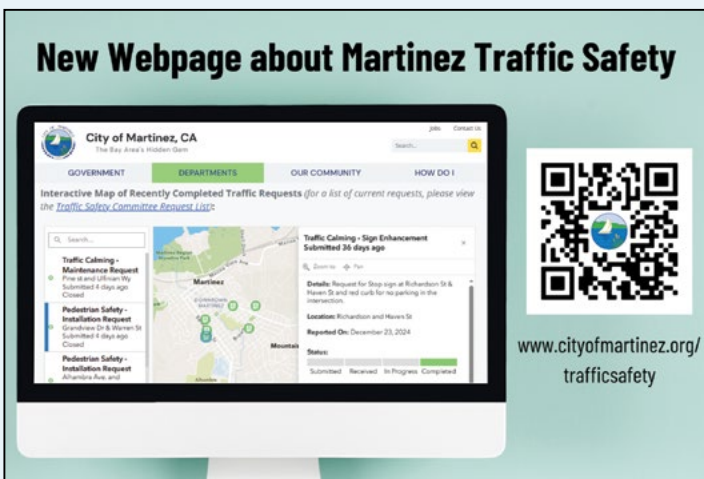 New Webpage about Martinez Traffic Safety
Jobs Contact Us
City of Martinez, CA
The Bay Area's Hidden Gem
Search...
GOVERNMENT DEPARTMENTS OUR COMMUNITY HOW DO I
Interactive Map of Recently Completed Traffic Requests (for a list of current requests, please view
the Traffic Safety Committee Request List):
Search...
Traffic Calming -
Maintenance Request
Pine st and Ulfinian Wy
Submitted 4 days ago
Closed
Pedestrian Safety -
Installation Request
Grandview Dr & Warren St
Submitted 4 days ago
Closed
Pedestrian Safety -
Installation Request
Alhambra Ave. and
Martinez
DOWNTOWN
MARTINEZ
Mountain
Alhambra
Traffic Calming - Sign Enhancement
Submitted 36 days ago
Zoom to Pan
Details: Request for Stop sign at Richardson St &
Haven St and red curb for no parking in the
intersection.
Location: Richardson and Haven St
Reported On: December 23, 2024
Status:
Submitted Received In Progress Completed
www.cityofmartinez.org/
trafficsafety